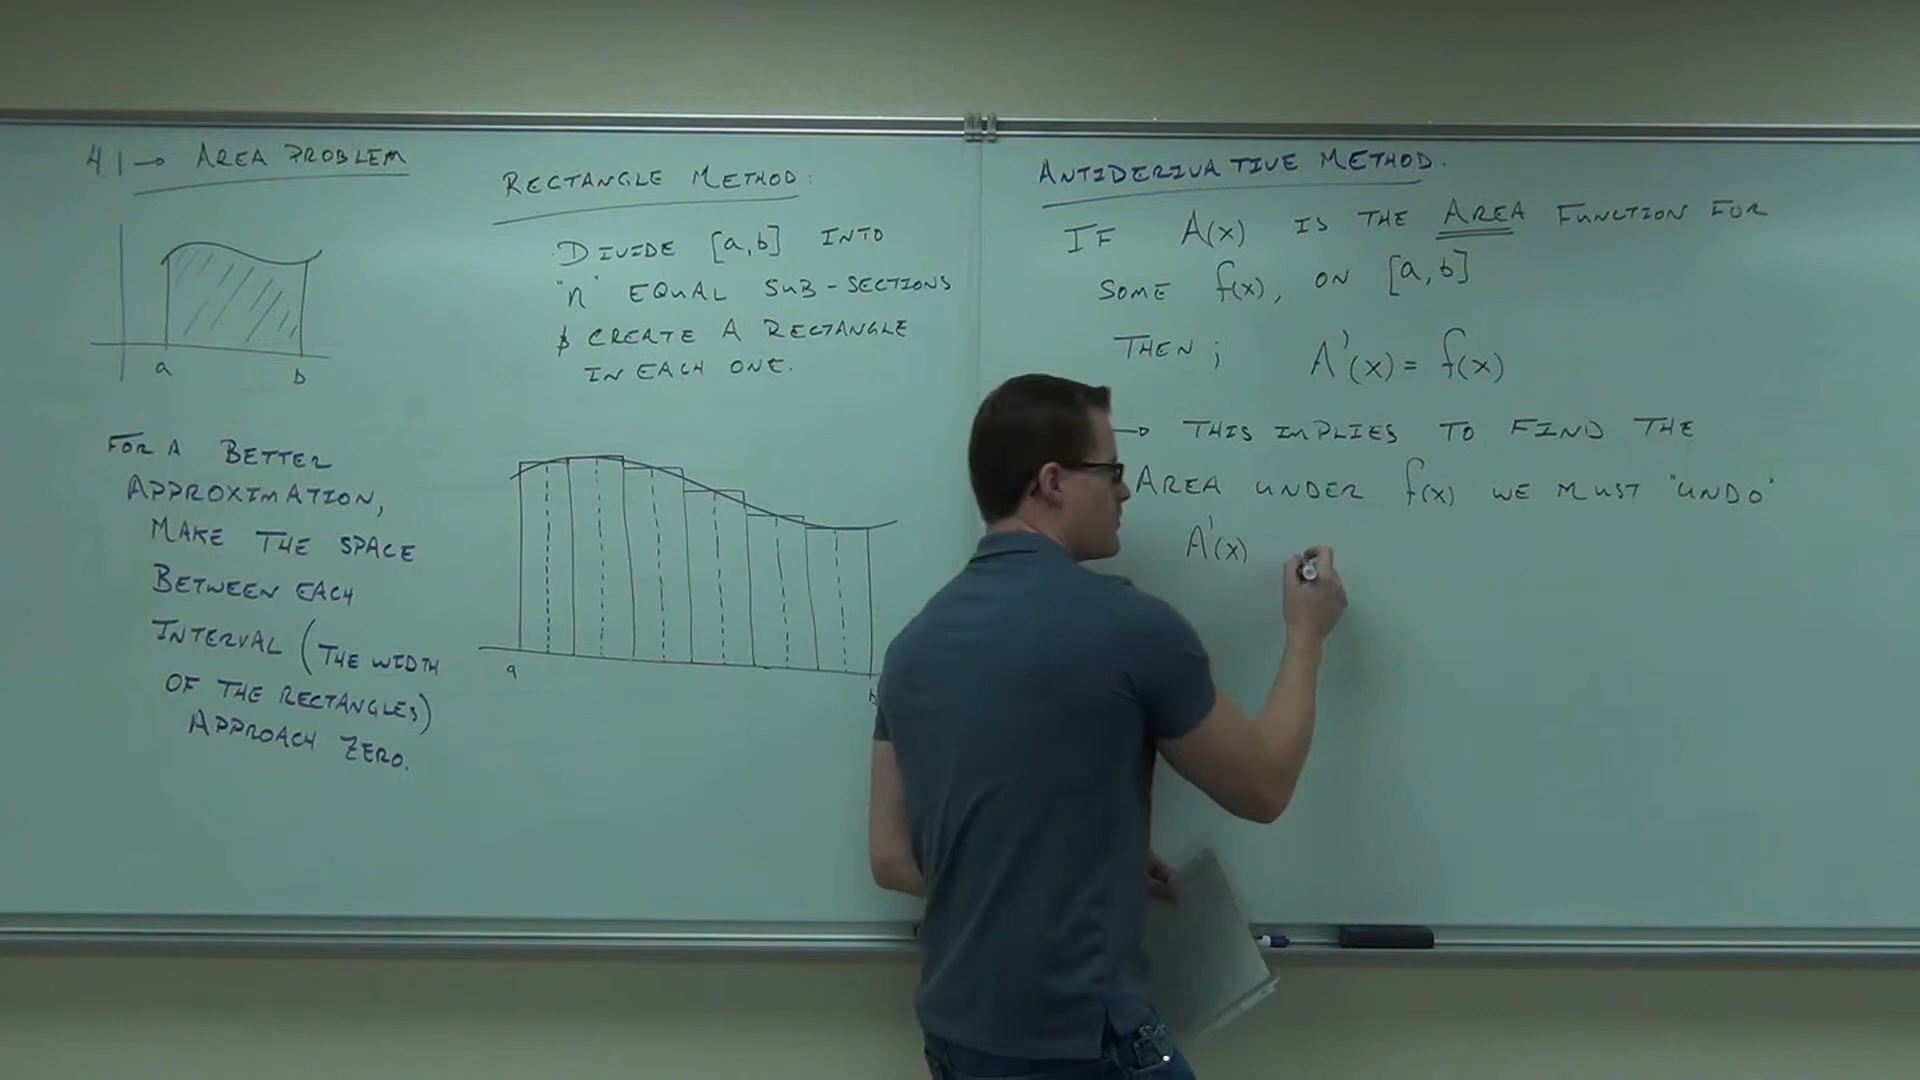 4.1 → AREA PROBLEM
a
b
FOR A BETTER
APPROXIMATION,
MAKE THE SPACE
BETWEEN EACH
INTERVAL (THE WIDTH
OF THE RECTANGLES)
APPROACH ZERO.
RECTANGLE METHOD:
DIVIDE [a,b] INTO
"n" EQUAL SUB-SECTIONS
& CREATE A RECTANGLE
IN EACH ONE.
a
b
ANTIDERIVATIVE METHOD.
IF A(x) IS THE AREA FUNCTION FOR
SOME f(x), ON [a,b]
THEN; A'(x) = f(x)
→ THIS IMPLIES TO FIND THE
AREA UNDER f(x) WE MUST "UNDO"
A'(x)